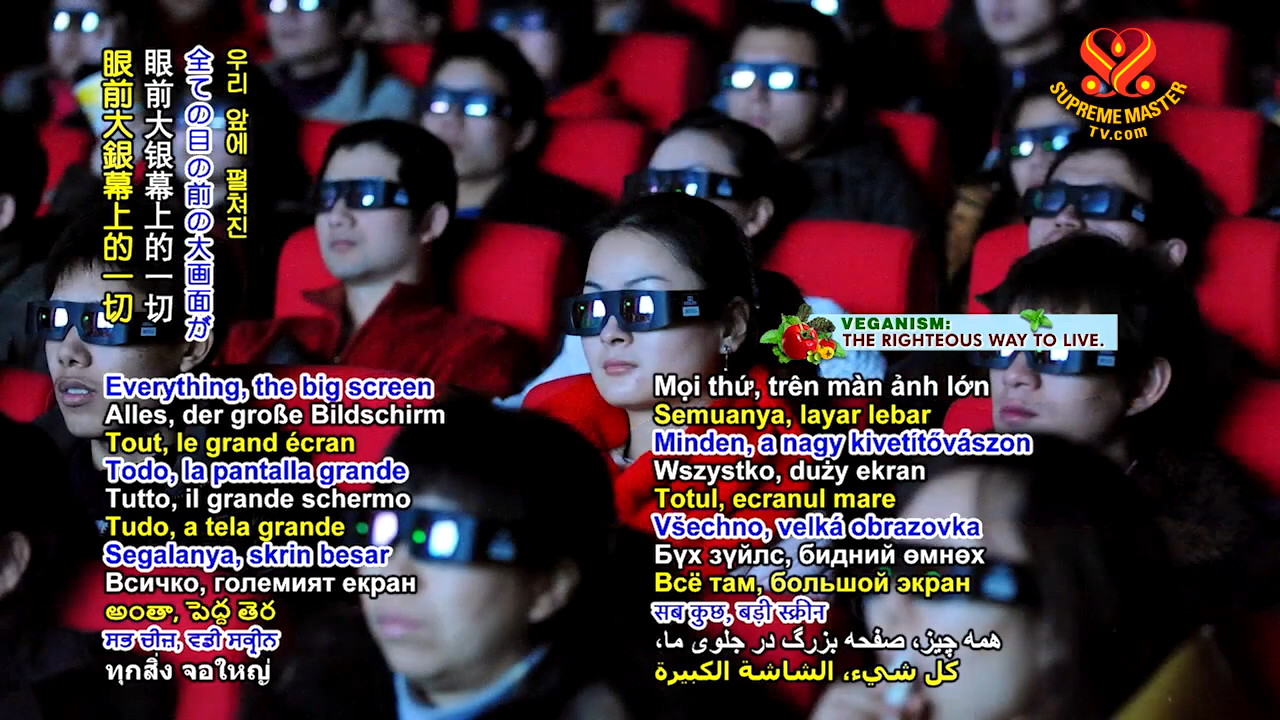 眼前大銀幕上的一切
眼前大银幕上的一切
全ての目の前の大画面が
우리 앞에 펼쳐진
SUPREME MASTER
TV.com
VEGANISM:
THE RIGHTEOUS WAY TO LIVE.
Everything, the big screen
Alles, der große Bildschirm
Tout, le grand écran
Todo, la pantalla grande
Tutto, il grande schermo
Tudo, a tela grande
Segalanya, skrin besar
Всичко, големият екран
అంతా, పెద్ద తెర
ਸਭ ਚੀਜ਼, ਵਡੀ ਸਕ੍ਰੀਨ
ทุกสิ่ง จอใหญ่
Mọi thứ, trên màn ảnh lớn
Semuanya, layar lebar
Minden, a nagy kivetítővászon
Wszystko, duży ekran
Totul, ecranul mare
Všechno, velká obrazovka
Бүх зүйлс, бидний өмнөх
Всё там, большой экран
सब कुछ, बड़ी स्क्रीन
همه چیز، صفحه بزرگ در جلوی ما،
كل شيء، الشاشة الكبيرة